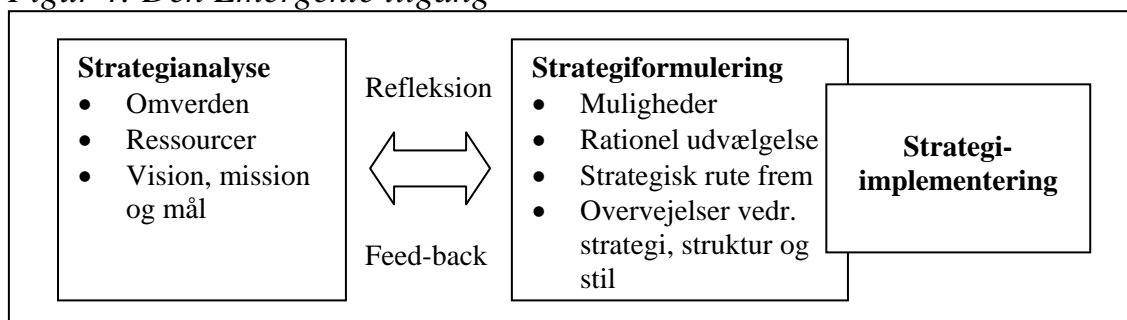 Figur Den Emergente tilgang
Strategianalyse
• Omverden
• Ressourcer
• Vision, mission
og mål
Refleksion
Feed-back
Strategiformulering
• Muligheder
• Rationel udvælgelse
• Strategisk rute frem
• Overvejelser vedr.
strategi, struktur og
stil
Strategi-
implementering